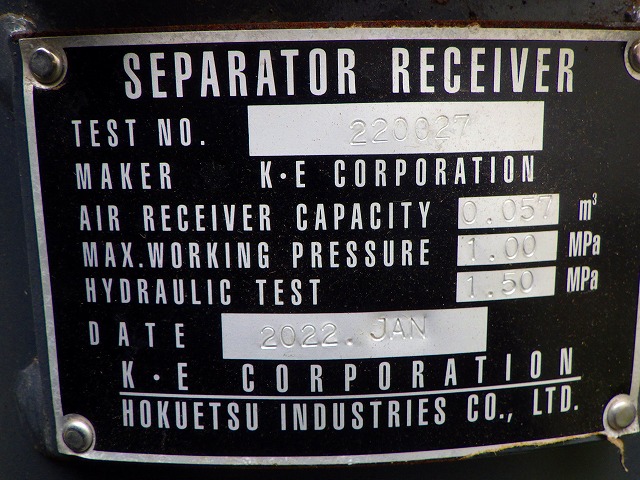 SEPARATOR RECEIVER
TEST NO. 220027
MAKER K·E CORPORATION
AIR RECEIVER CAPACITY 0.057 m³
MAX.WORKING PRESSURE 1.00 MPa
HYDRAULIC TEST 1.50 MPa
DATE 2022.JAN
K·E CORPORATION
HOKUETSU INDUSTRIES CO., LTD.